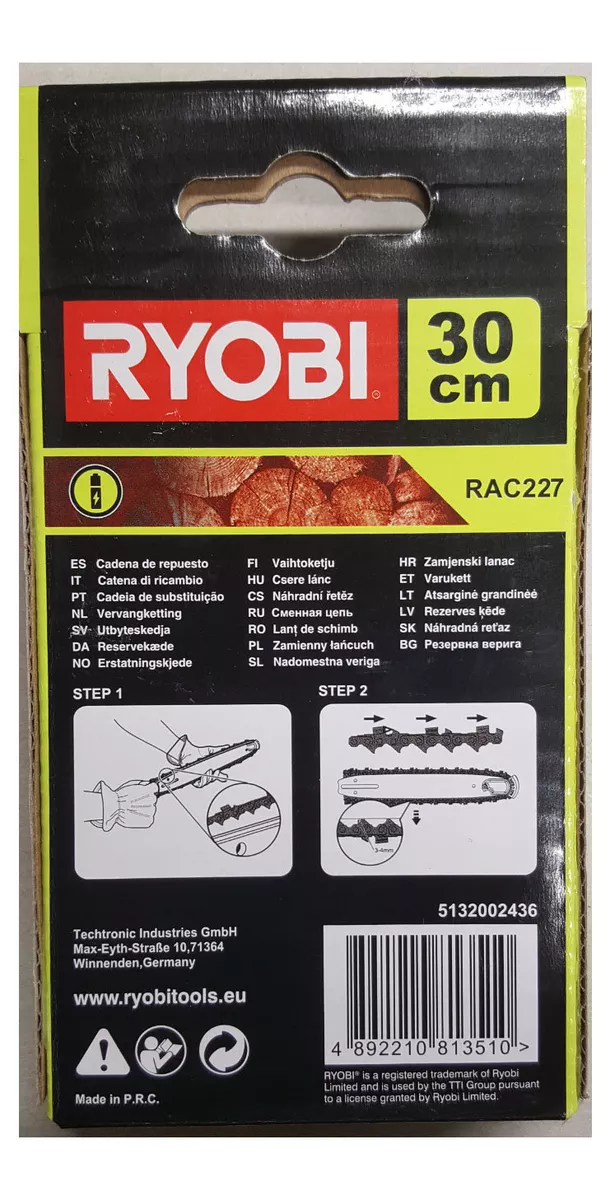 RYOBI®
30
cm
RAC227
ES Cadena de repuesto
IT Catena di ricambio
PT Cadeia de substituição
NL Vervangketting
SV Utbyteskedja
DA Reservekæde
NO Erstatningskjede
FI Vaihtoketju
HU Csere lánc
CS Náhradní řetěz
RU Сменная цепь
RO Lanţ de schimb
PL Zamienny łańcuch
SL Nadomestna veriga
HR Zamjenski lanac
ET Varukett
LT Atsarginė grandinėė
LV Rezerves ķēde
SK Náhradná reťaz
BG Резервна верига
STEP 1
STEP 2
3-4mm
5132002436
Techtronic Industries GmbH
Max-Eyth-Straße 10,71364
Winnenden,Germany
www.ryobitools.eu
Made in P.R.C.
4 892210 813510 >
RYOBI® is a registered trademark of Ryobi
Limited and is used by the TTI Group pursuant
to a license granted by Ryobi Limited.